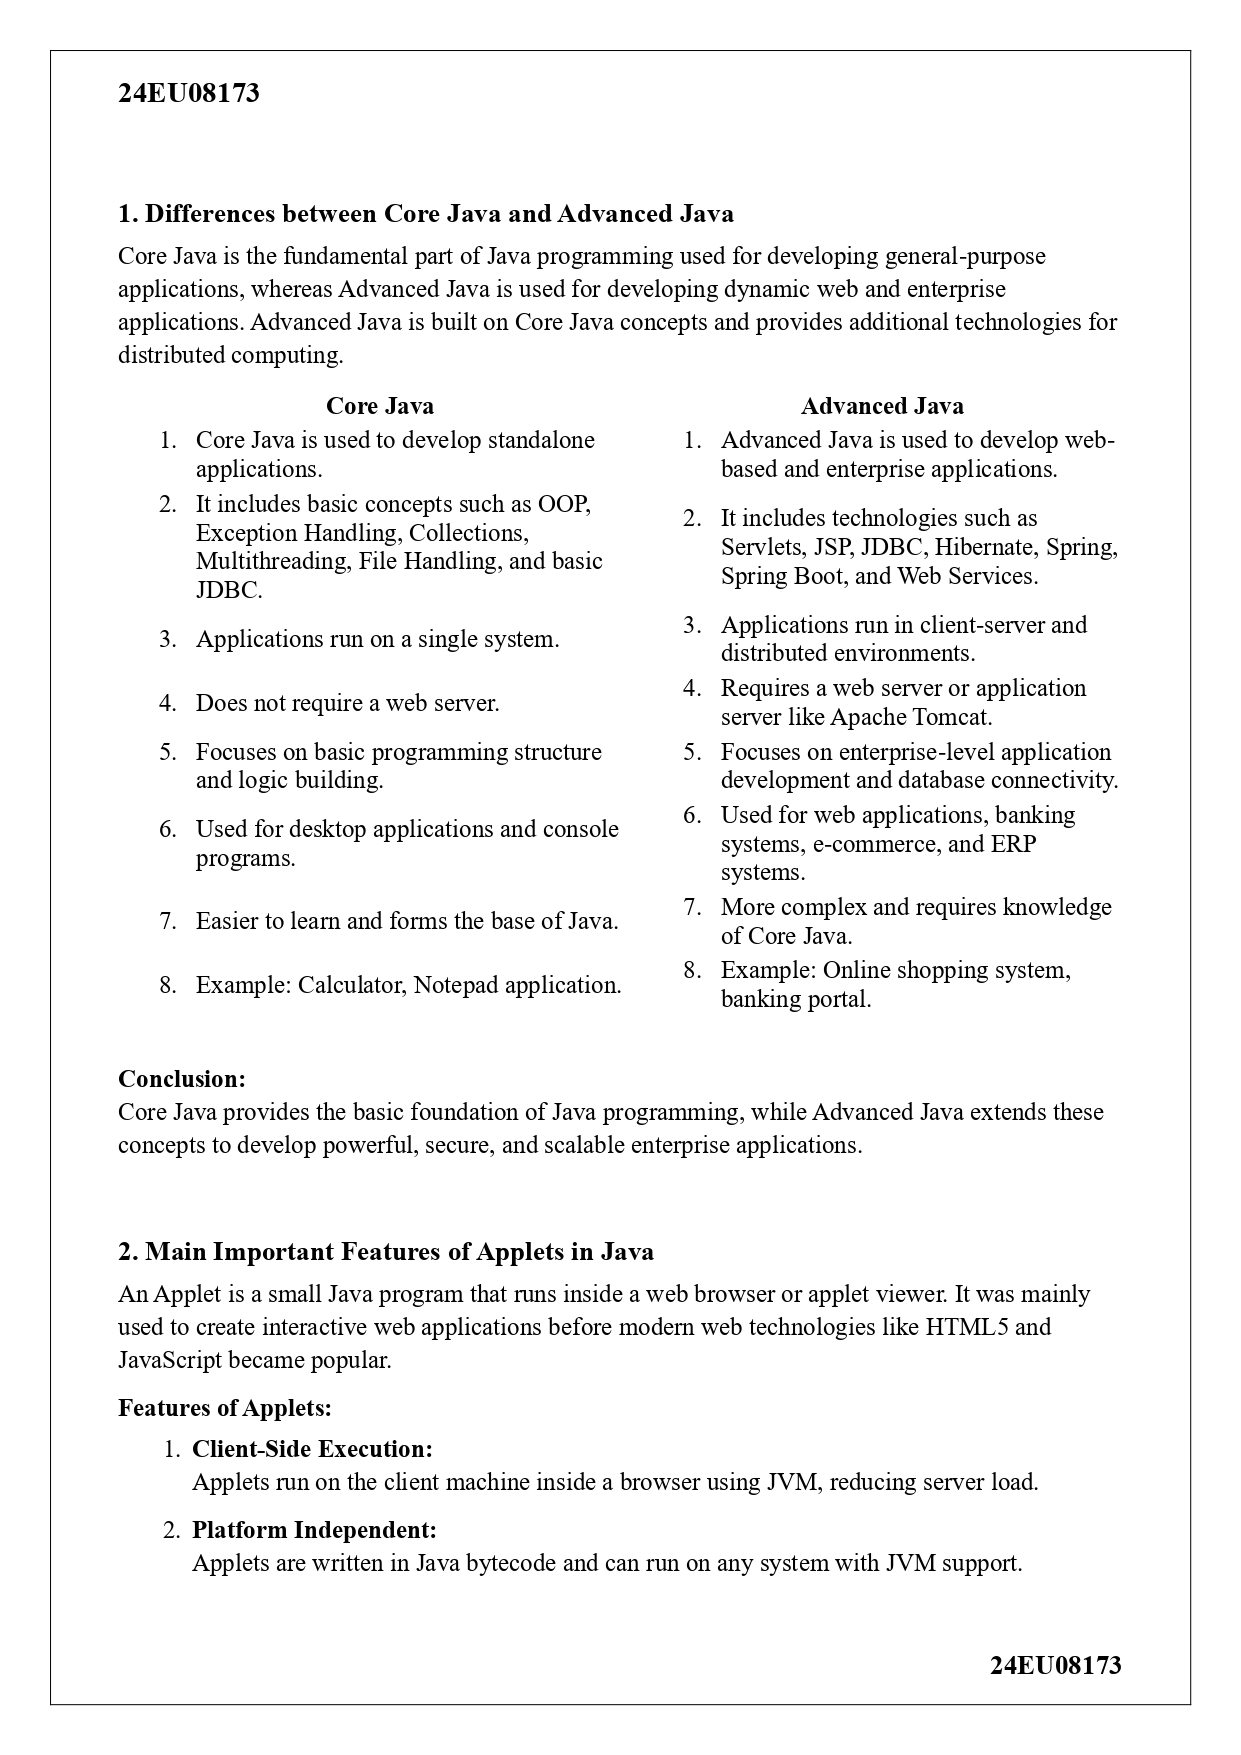 24EU08173
1. Differences between Core Java and Advanced Java
Core Java is the fundamental part of Java programming used for developing general-purpose
applications, whereas Advanced Java is used for developing dynamic web and enterprise
applications. Advanced Java is built on Core Java concepts and provides additional technologies for
distributed computing.
Core Java
1. Core Java is used to develop standalone
applications.
2. It includes basic concepts such as OOP,
Exception Handling, Collections,
Multithreading, File Handling, and basic
JDBC.
3. Applications run on a single system.
4. Does not require a web server.
5. Focuses on basic programming structure
and logic building.
6. Used for desktop applications and console
programs.
7. Easier to learn and forms the base of Java.
8. Example: Calculator, Notepad application.
Advanced Java
1. Advanced Java is used to develop web-
based and enterprise applications.
2. It includes technologies such as
Servlets, JSP, JDBC, Hibernate, Spring,
Spring Boot, and Web Services.
3. Applications run in client-server and
distributed environments.
4. Requires a web server or application
server like Apache Tomcat.
5. Focuses on enterprise-level application
development and database connectivity.
6. Used for web applications, banking
systems, e-commerce, and ERP
systems.
7. More complex and requires knowledge
of Core Java.
8. Example: Online shopping system,
banking portal.
Conclusion:
Core Java provides the basic foundation of Java programming, while Advanced Java extends these
concepts to develop powerful, secure, and scalable enterprise applications.
2. Main Important Features of Applets in Java
An Applet is a small Java program that runs inside a web browser or applet viewer. It was mainly
used to create interactive web applications before modern web technologies like HTML5 and
JavaScript became popular.
Features of Applets:
1. Client-Side Execution:
Applets run on the client machine inside a browser using JVM, reducing server load.
2. Platform Independent:
Applets are written in Java bytecode and can run on any system with JVM support.
24EU08173